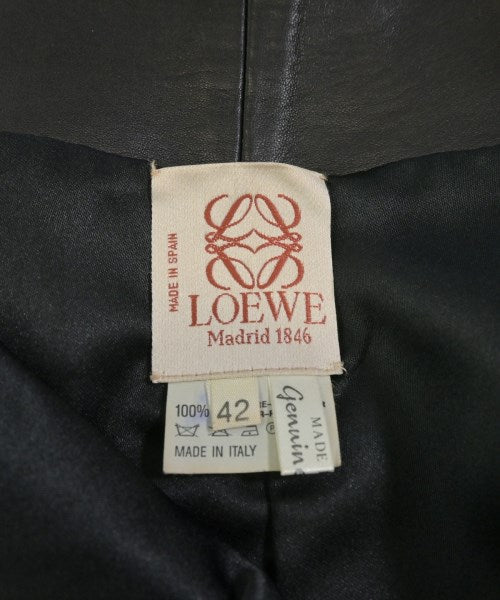 MADE IN SPAIN
LOEWE
Madrid 1846
100%
42
MADE IN ITALY
MADE
Genuine